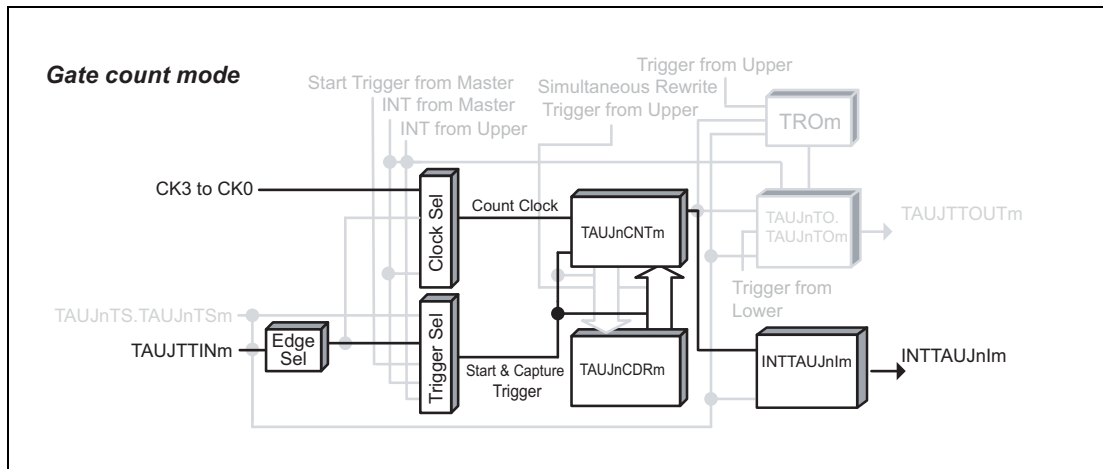 Gate count mode
Start Trigger from Master
INT from Master
INT from Upper
Simultaneous Rewrite
Trigger from Upper
Trigger from Upper
TROm
CK3 to CK0
Clock Sel
Count Clock
TAUJnCNTm
TAUJnTO.
TAUJnTOm
TAUJTTOUTm
Trigger from
Lower
TAUJnTS.TAUJnTSm
TAUJTTINm
Edge
Sel
Trigger Sel
Start & Capture
Trigger
TAUJnCDRm
INTTAUJnIm
INTTAUJnIm